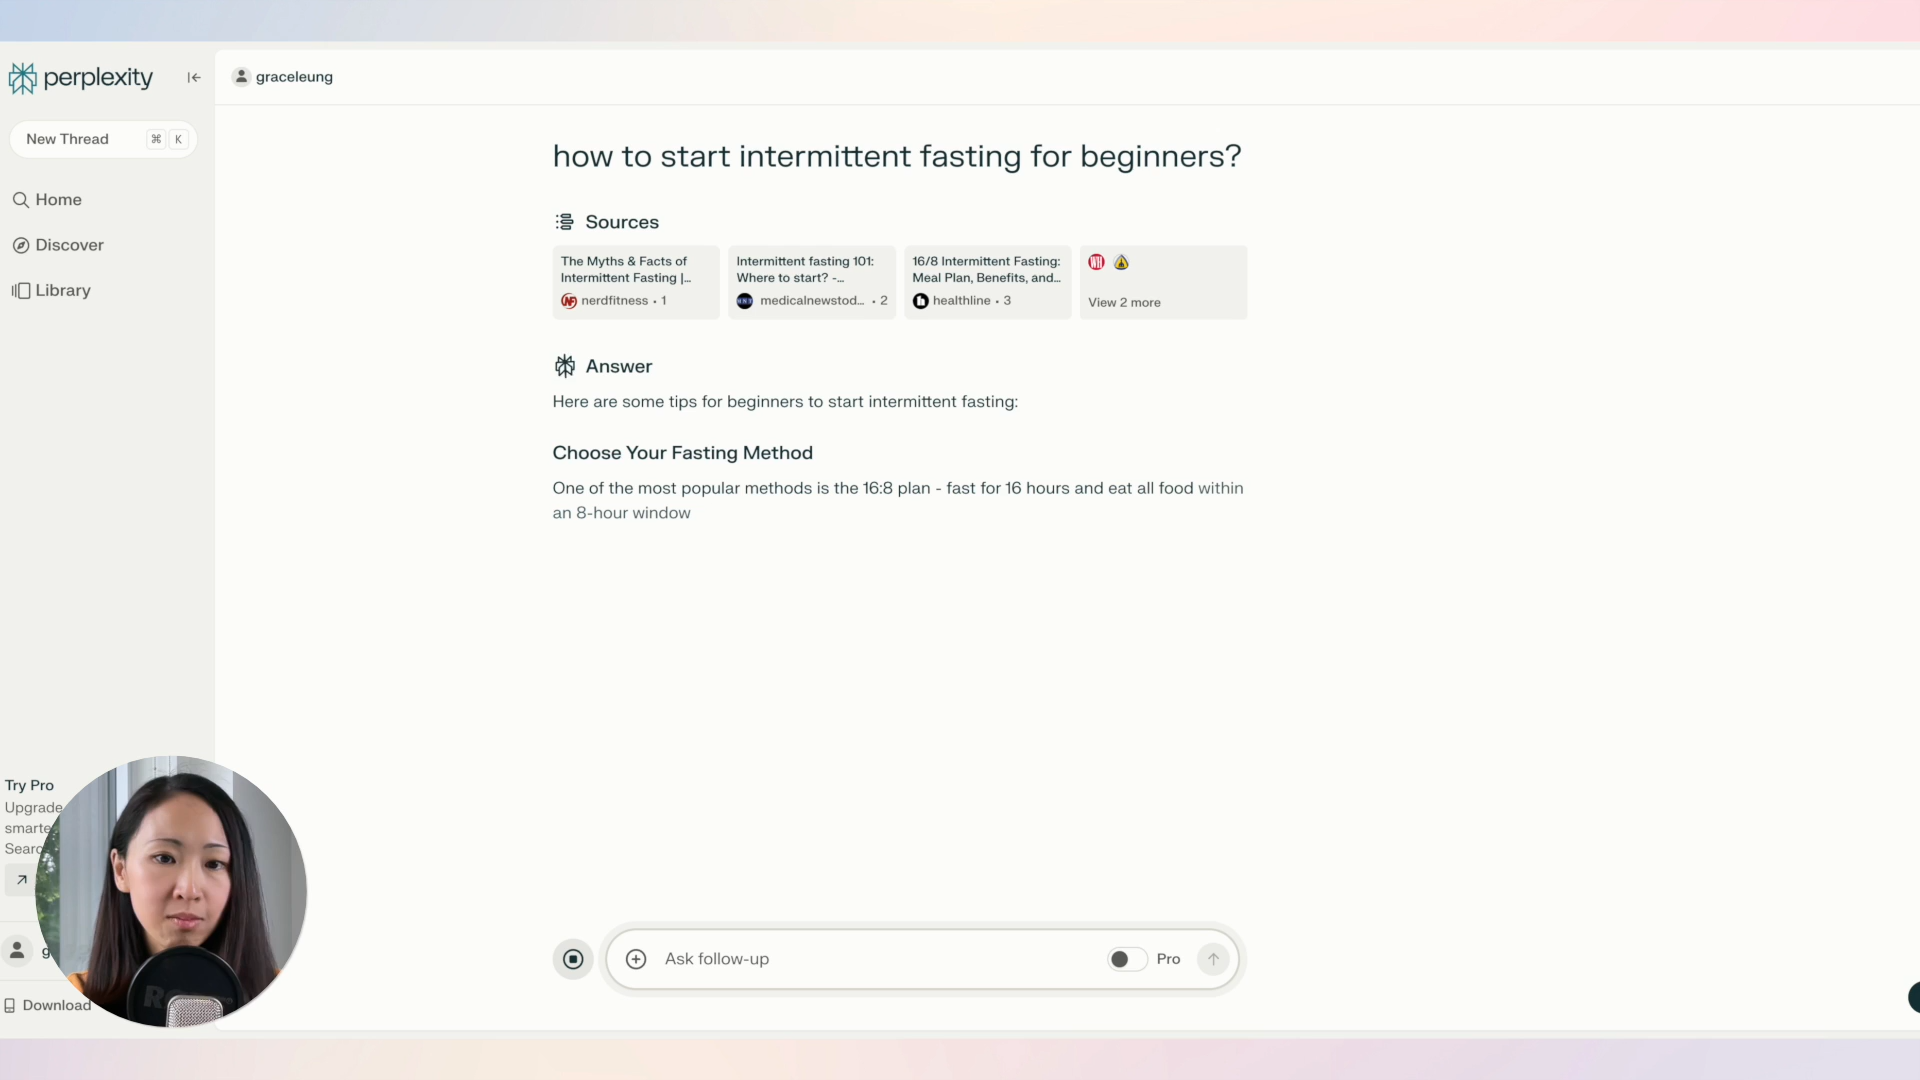 perplexity
New Thread ⌘ K
Home
Discover
Library
Try Pro
Upgrade
Download
graceleung
how to start intermittent fasting for beginners?
Sources
The Myths & Facts of
Intermittent Fasting |...
nerdfitness • 1
Intermittent fasting 101:
Where to start? -...
medicalnewstod... • 2
16/8 Intermittent Fasting:
Meal Plan, Benefits, and...
healthline • 3
WH
View 2 more
Answer
Here are some tips for beginners to start intermittent fasting:
Choose Your Fasting Method
One of the most popular methods is the 16:8 plan - fast for 16 hours and eat all food within
an 8-hour window
Ask follow-up
Pro